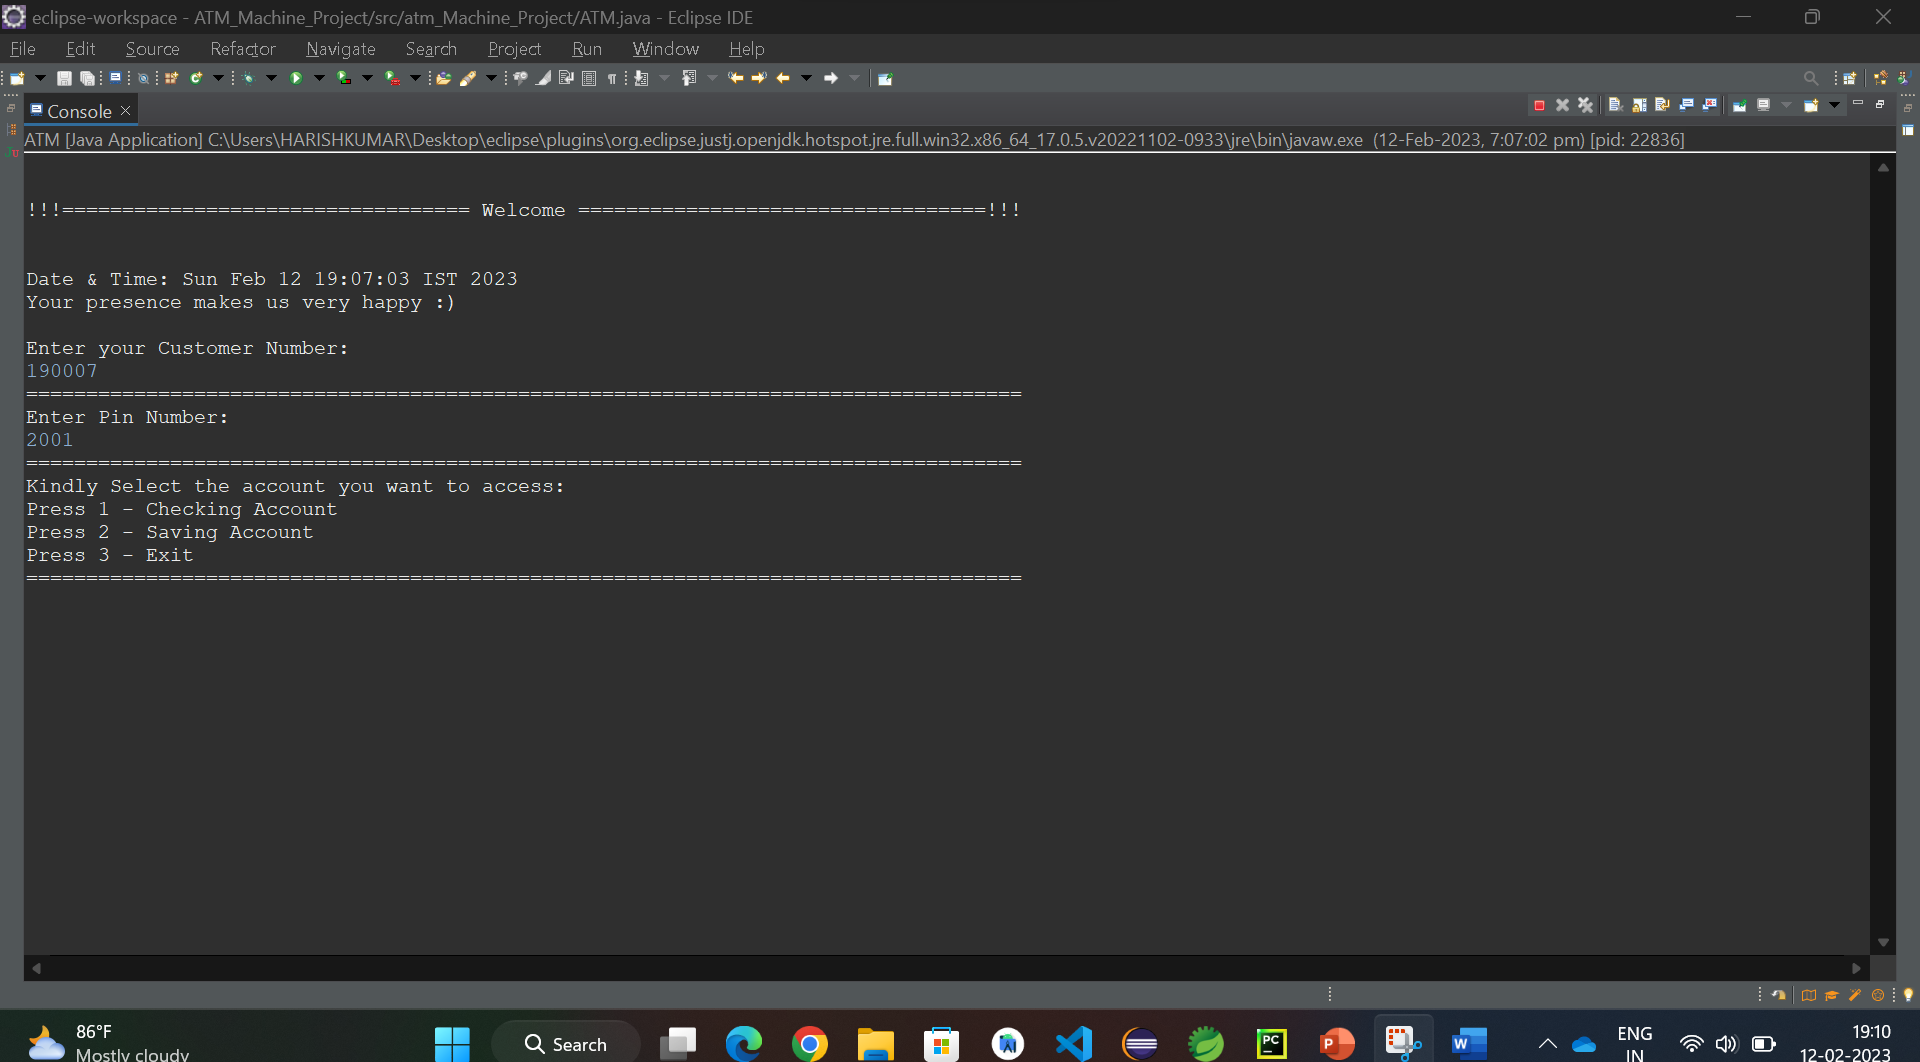 eclipse-workspace - ATM_Machine_Project/src/atm_Machine_Project/ATM.java - Eclipse IDE
File Edit Source Refactor Navigate Search Project Run Window Help
Console
ATM [Java Application] C:\Users\HARISHKUMAR\Desktop\eclipse\plugins\org.eclipse.justj.openjdk.hotspot.jre.full.win32.x86_64_17.0.5.v20221102-0933\jre\bin\javaw.exe (12-Feb-2023, 7:07:02 pm) [pid: 22836]
!!!================================== Welcome ==================================!!!
Date & Time: Sun Feb 12 19:07:03 IST 2023
Your presence makes us very happy :)
Enter your Customer Number:
190007
===================================================================================
Enter Pin Number:
2001
===================================================================================
Kindly Select the account you want to access:
Press 1 - Checking Account
Press 2 - Saving Account
Press 3 - Exit
===================================================================================
86°F
Mostly cloudy
Search
PC
P
W
ENG
IN
19:10
12-02-2023